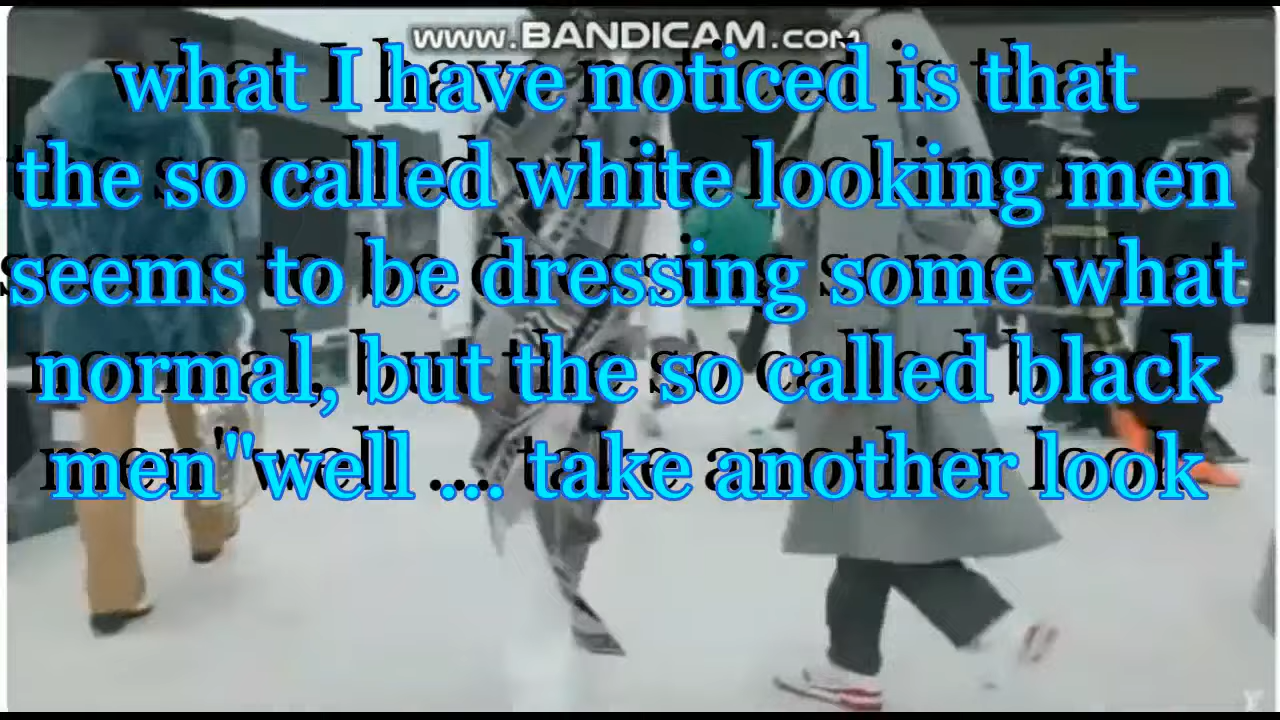 www.BANDICAM.com
what I have noticed is that
the so called white looking men
seems to be dressing some what
normal, but the so called black
men"well ... take another look